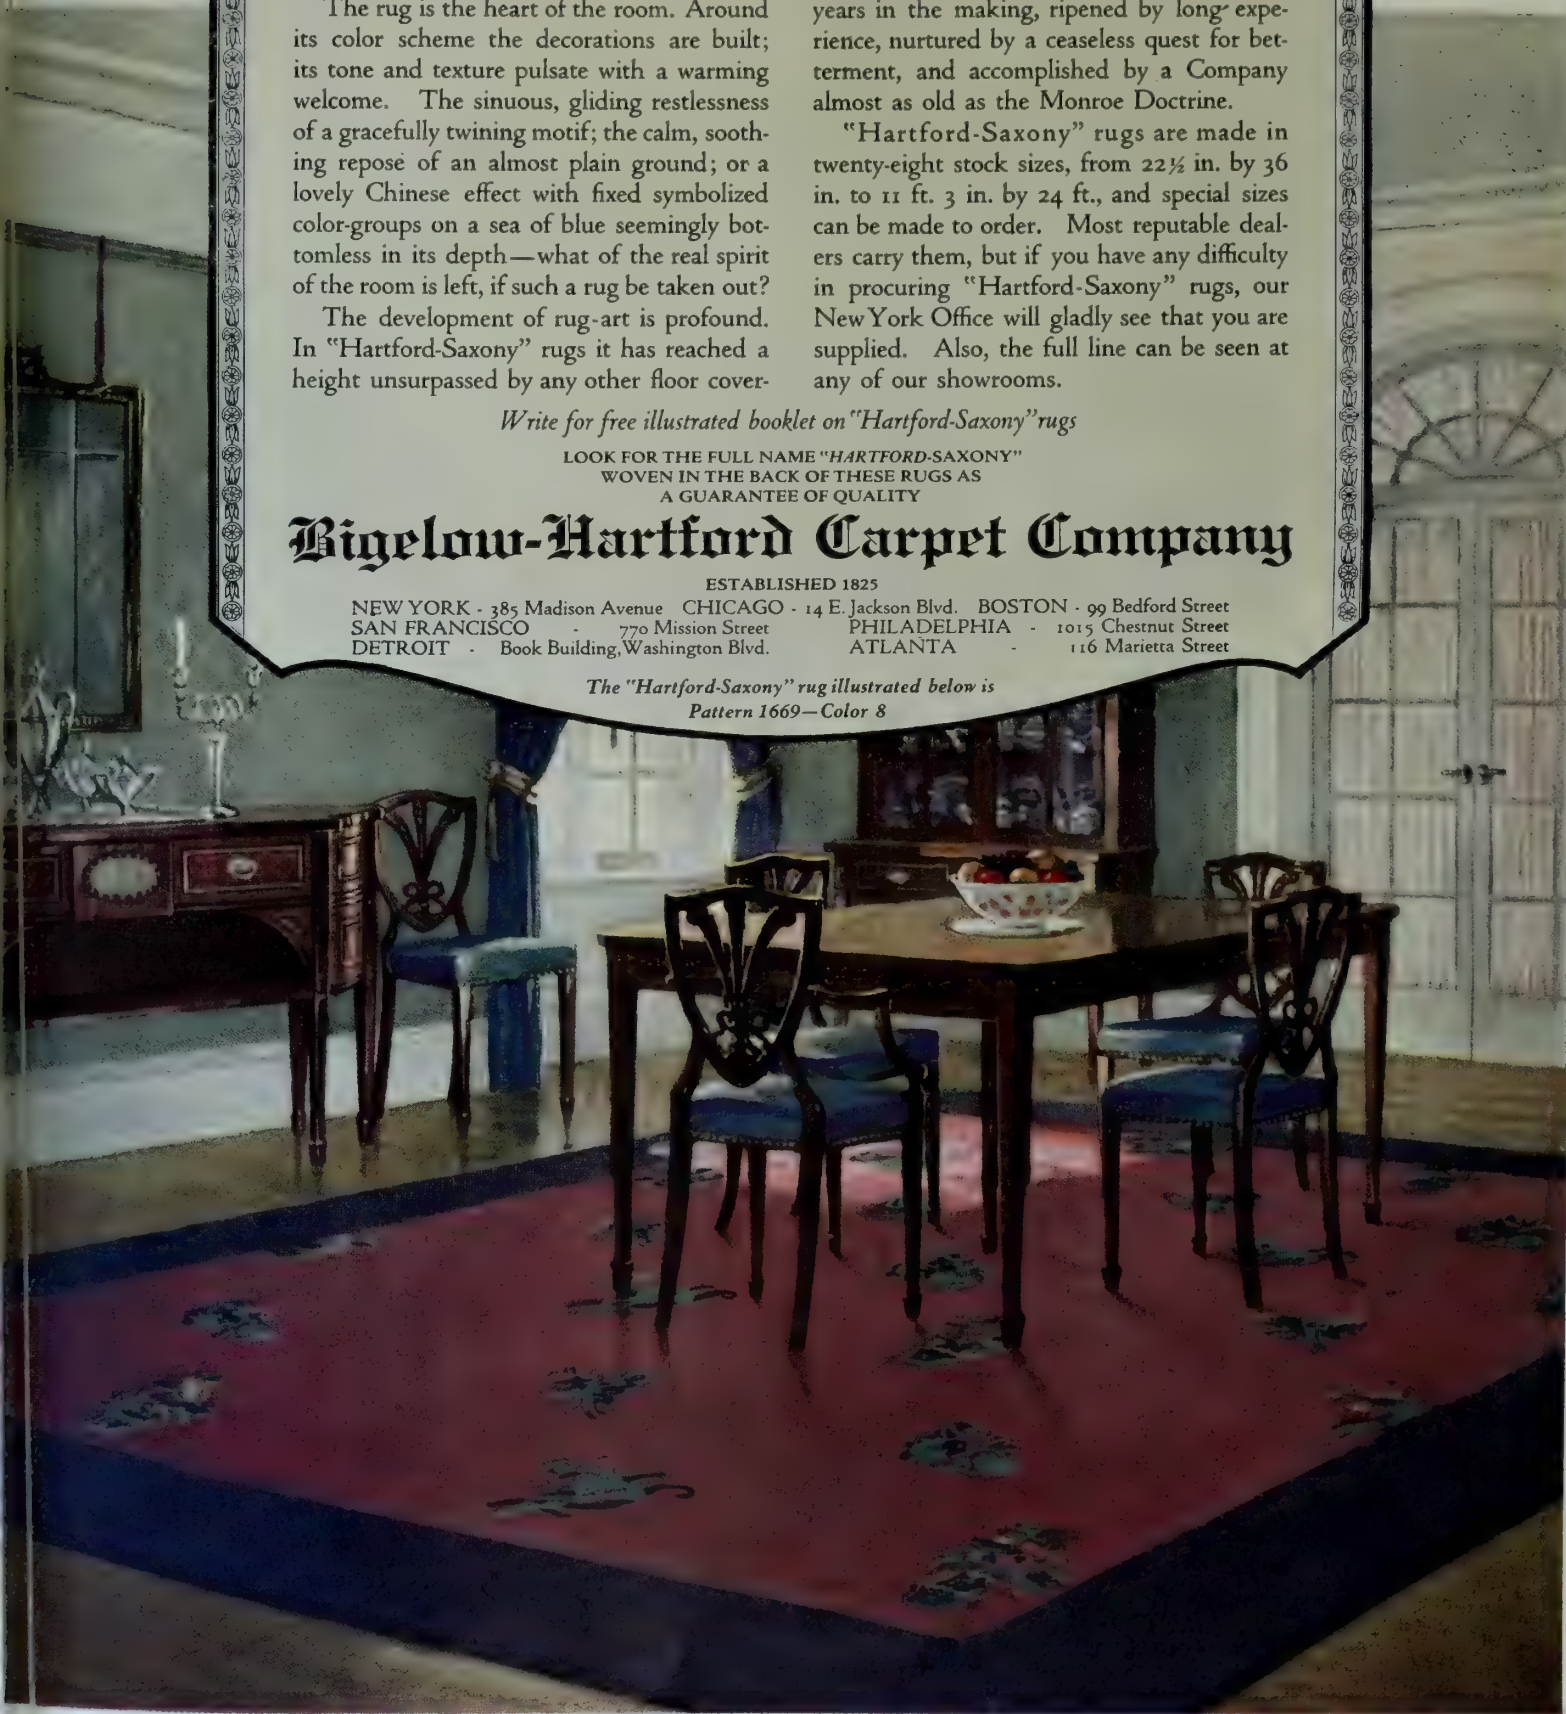 The rug is the heart of the room. Around
its color scheme the decorations are built;
its tone and texture pulsate with a warming
welcome. The sinuous, gliding restlessness
of a gracefully twining motif; the calm, sooth-
ing repose of an almost plain ground; or a
lovely Chinese effect with fixed symbolized
color-groups on a sea of blue seemingly bot-
tomless in its depth—what of the real spirit
of the room is left, if such a rug be taken out?
The development of rug-art is profound.
In "Hartford-Saxony" rugs it has reached a
height unsurpassed by any other floor cover-
years in the making, ripened by long expe-
rience, nurtured by a ceaseless quest for bet-
terment, and accomplished by a Company
almost as old as the Monroe Doctrine.
"Hartford-Saxony" rugs are made in
twenty-eight stock sizes, from 22½ in. by 36
in. to 11 ft. 3 in. by 24 ft., and special sizes
can be made to order. Most reputable deal-
ers carry them, but if you have any difficulty
in procuring "Hartford-Saxony" rugs, our
New York Office will gladly see that you are
supplied. Also, the full line can be seen at
any of our showrooms.
Write for free illustrated booklet on "Hartford-Saxony" rugs
LOOK FOR THE FULL NAME "HARTFORD-SAXONY"
WOVEN IN THE BACK OF THESE RUGS AS
A GUARANTEE OF QUALITY
Bigelow-Hartford Carpet Company
ESTABLISHED 1825
NEW YORK - 385 Madison Avenue CHICAGO - 14 E. Jackson Blvd. BOSTON - 99 Bedford Street
SAN FRANCISCO - 770 Mission Street PHILADELPHIA - 1015 Chestnut Street
DETROIT - Book Building, Washington Blvd. ATLANTA - 116 Marietta Street
The "Hartford-Saxony" rug illustrated below is
Pattern 1669—Color 8